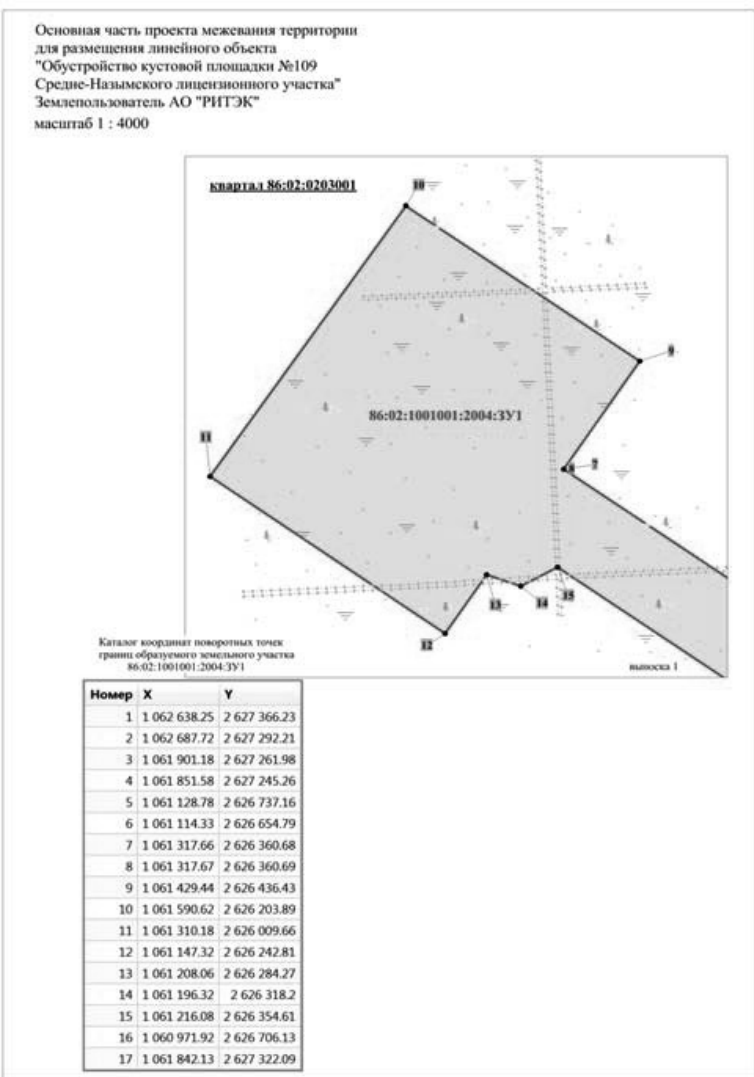 Основная часть проекта межевания территории
для размещения линейного объекта
"Обустройство кустовой площадки №109
Средне-Назымского лицензионного участка"
Землепользователь АО "РИТЭК"
масштаб 1 : 4000
квартал 86:02:0203001
10
9
86:02:1001001:2004:ЗУ1
11
8 7
13
14
15
12
выноска 1
Каталог координат поворотных точек
границ образуемого земельного участка
86:02:1001001:2004:ЗУ1
Номер X Y
1 1 062 638.25 2 627 366.23
2 1 062 687.72 2 627 292.21
3 1 061 901.18 2 627 261.98
4 1 061 851.58 2 627 245.26
5 1 061 128.78 2 626 737.16
6 1 061 114.33 2 626 654.79
7 1 061 317.66 2 626 360.68
8 1 061 317.67 2 626 360.69
9 1 061 429.44 2 626 436.43
10 1 061 590.62 2 626 203.89
11 1 061 310.18 2 626 009.66
12 1 061 147.32 2 626 242.81
13 1 061 208.06 2 626 284.27
14 1 061 196.32 2 626 318.2
15 1 061 216.08 2 626 354.61
16 1 060 971.92 2 626 706.13
17 1 061 842.13 2 627 322.09